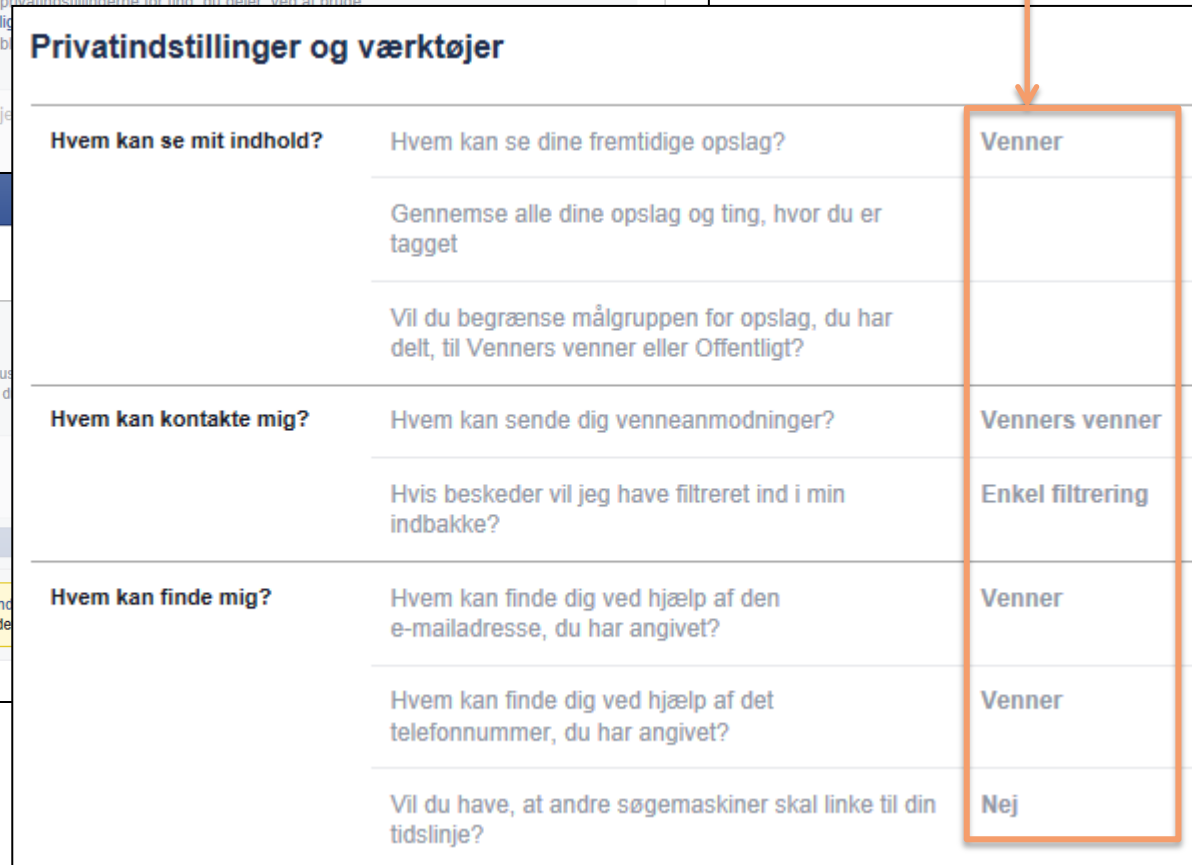 Privatindstillinger og værktøjer
Hvem kan se mit indhold?
Hvem kan se dine fremtidige opslag?
Venner
Gennemse alle dine opslag og ting, hvor du er
tagget
Vil du begrænse målgruppen for opslag, du har
delt, til Venners venner eller Offentligt?
Hvem kan kontakte mig?
Hvem kan sende dig venneanmodninger?
Venners venner
Hvis beskeder vil jeg have filtreret ind i min
indbakke?
Enkel filtrering
Hvem kan finde mig?
Hvem kan finde dig ved hjælp af den
e-mailadresse, du har angivet?
Venner
Hvem kan finde dig ved hjælp af det
telefonnummer, du har angivet?
Venner
Vil du have, at andre søgemaskiner skal linke til din
tidslinje?
Nej